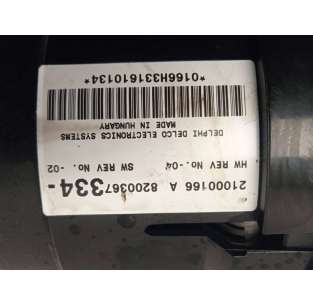 21000166 A 8200367334-
HW REV No. -04 SW REV No. -02
DELPHI DELCO ELECTRONICS SYSTEMS
MADE IN HUNGARY
*0166H331610134*